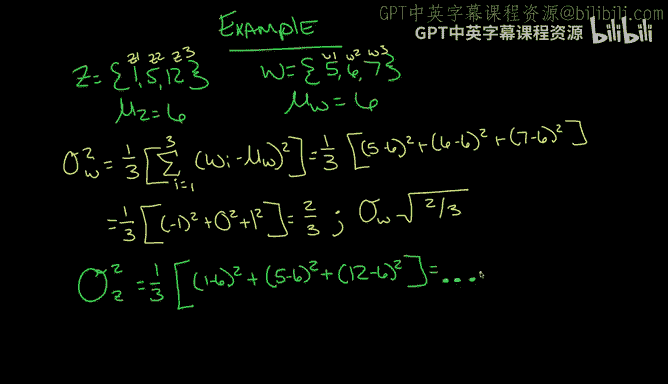 GPT中英字幕课程资源@bilibili.com
GPT中英字幕课程资源 bilibili
EXAMPLE
z1 z2 z3
w1 w2 w3
Z = {1, 5, 12}
W = {5, 6, 7}
μz = 6
μw = 6
σ²w = 1/3 [ 3 Σ i=1 (wi - μw)² ] = 1/3 [ (5-6)² + (6-6)² + (7-6)² ]
= 1/3 [ (-1)² + 0² + 1² ] = 2/3 ; σw √2/3
σ²z = 1/3 [ (1-6)² + (5-6)² + (12-6)² ] = ....